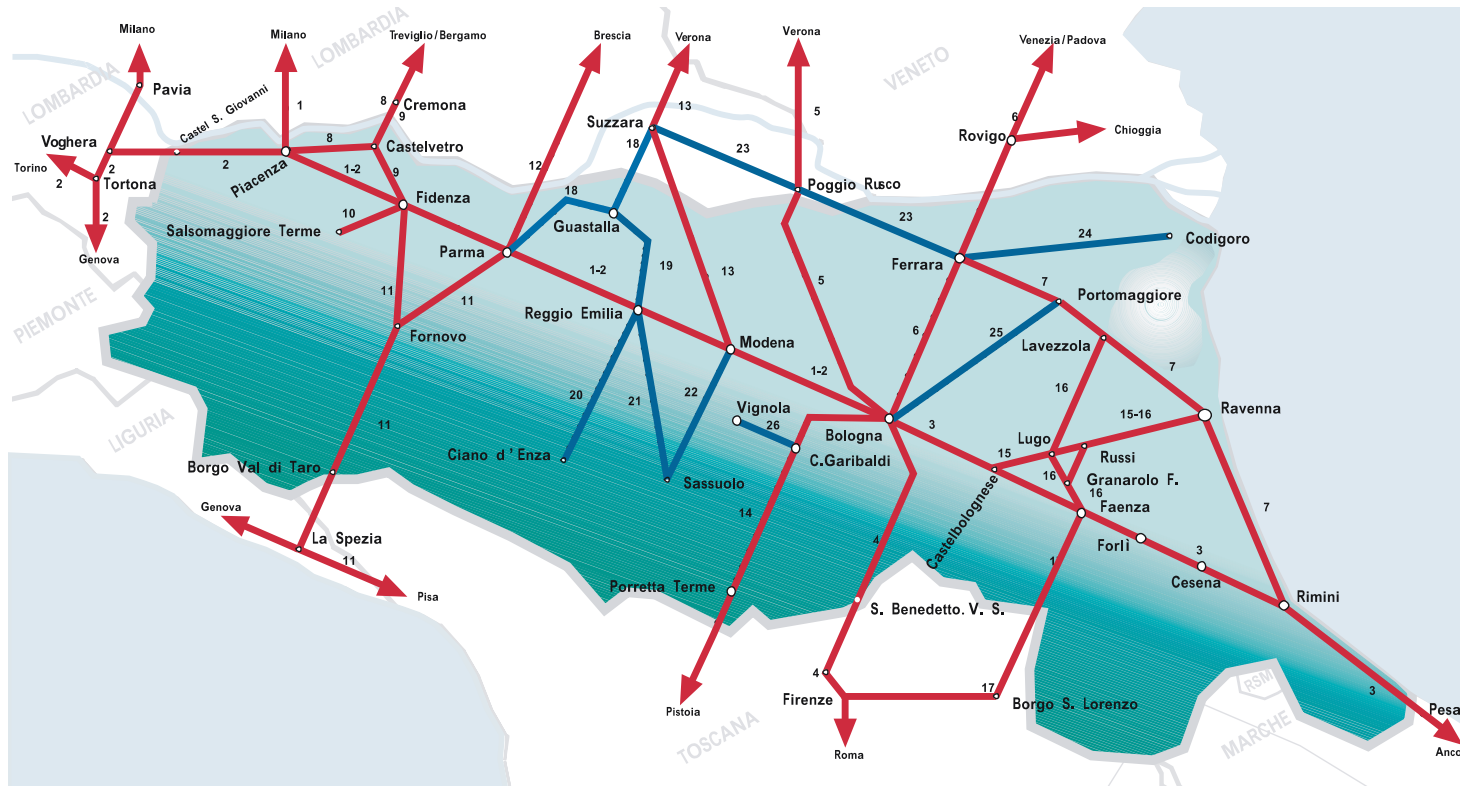 Milano
Milano
Treviglio/Bergamo
Brescia
Verona
Verona
Venezia/Padova
LOMBARDIA
LOMBARDIA
VENETO
Pavia
1
8
Cremona
9
13
5
6
Rovigo
Chioggia
Castel S. Giovanni
Voghera
Torino
2
2
2
8
Castelvetro
Suzzara
18
23
12
Tortona
2
Genova
Piacenza
1-2
9
Fidenza
10
Salsomaggiore Terme
18
Guastalla
Poggio Rusco
23
24
Codigoro
Parma
19
1-2
13
5
Ferrara
7
Portomaggiore
PIEMONTE
11
11
Fornovo
Reggio Emilia
Modena
6
25
Lavezzola
7
LIGURIA
11
20
21
22
1-2
16
Vignola
26
Bologna
C.Garibaldi
3
15-16
Ravenna
Lugo
15
Russi
16
Granarolo F.
16
Faenza
Borgo Val di Taro
Ciano d'Enza
Sassuolo
Castelbolognese
Genova
La Spezia
11
Pisa
14
4
1
Forlì
3
Cesena
7
Rimini
Porretta Terme
S. Benedetto. V. S.
4
Firenze
17
Borgo S. Lorenzo
Pistoia
TOSCANA
Roma
RSM
MARCHE
3
Pesa
Anco